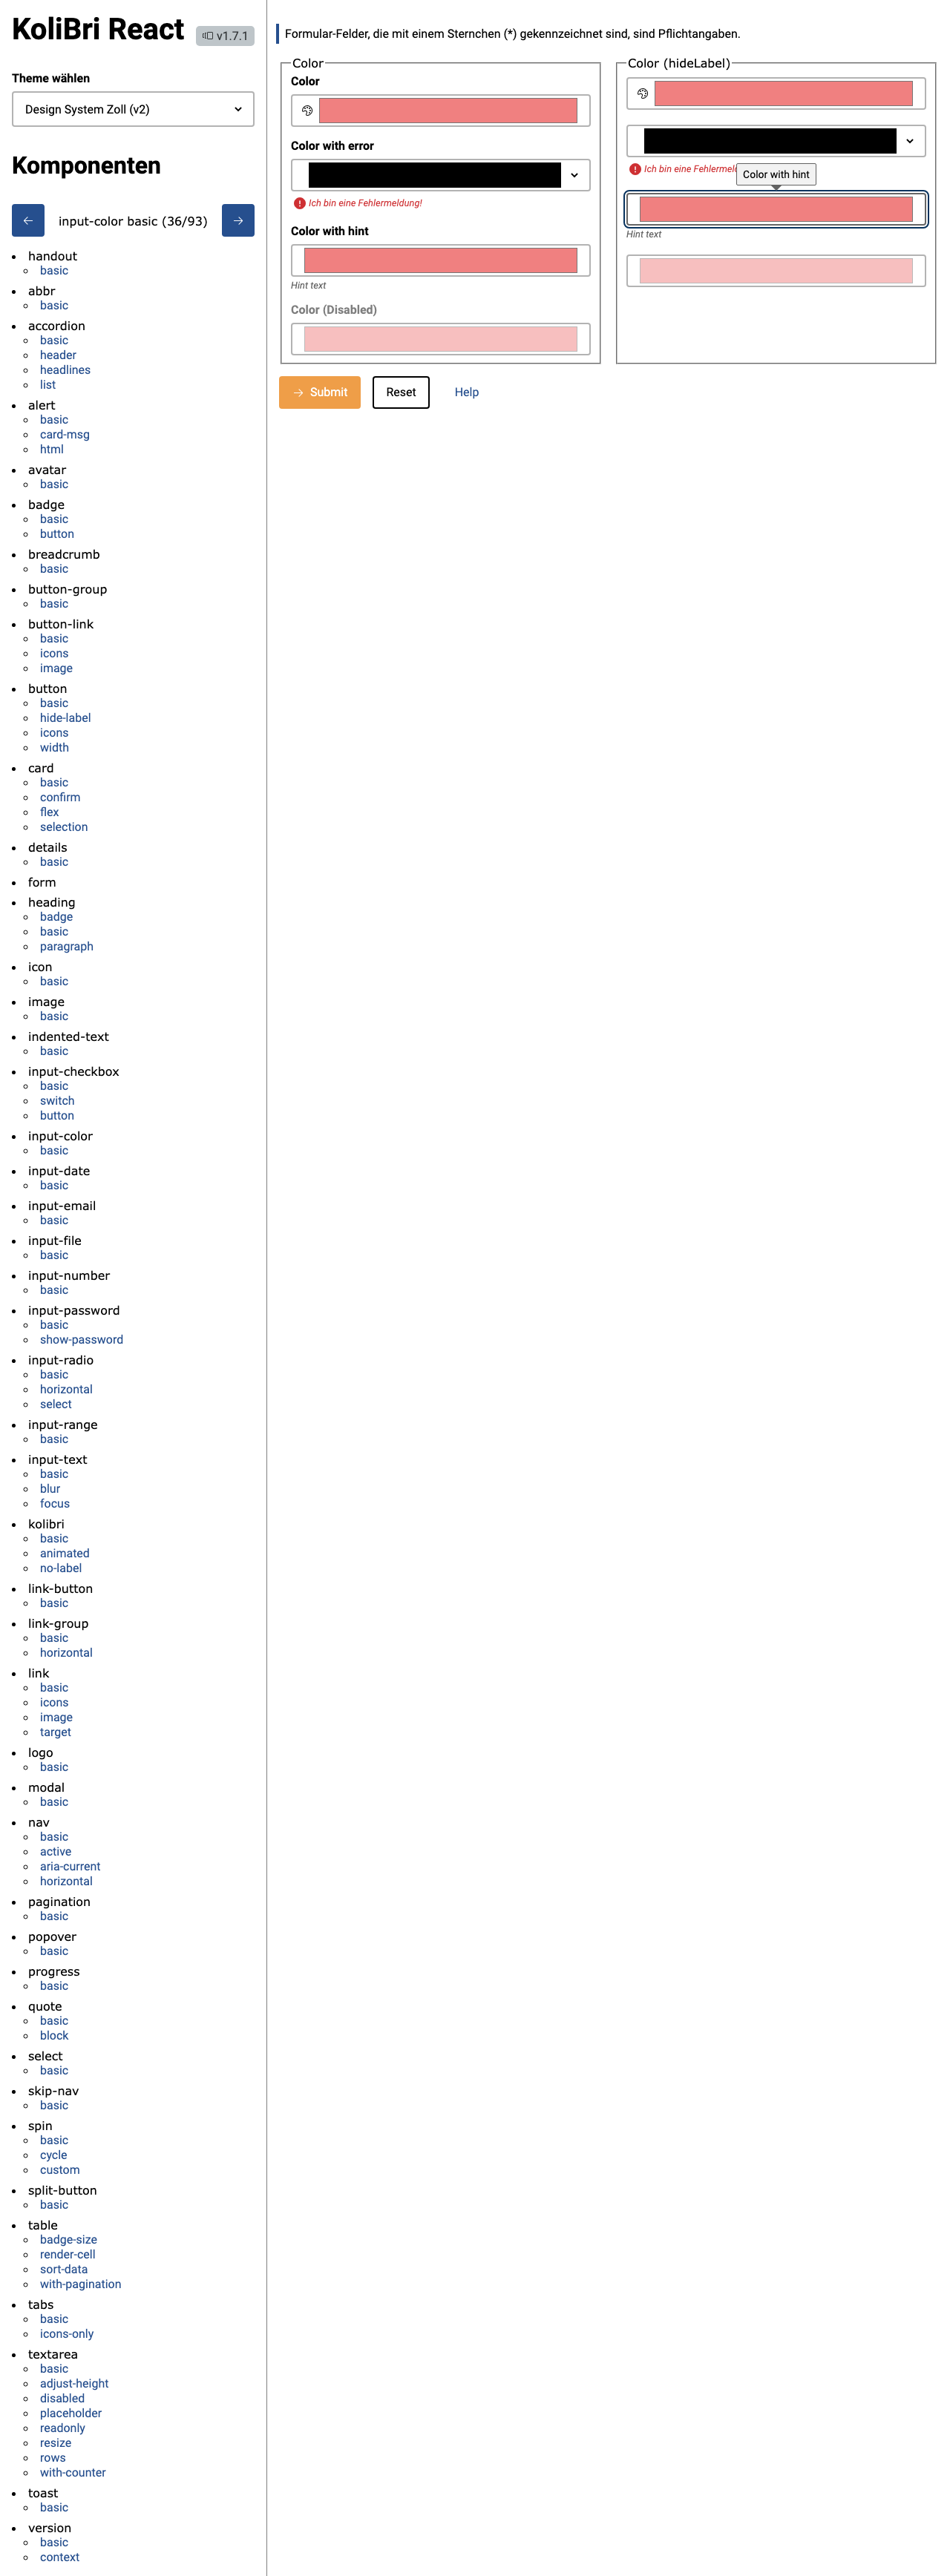 KoliBri React
v1.7.1
Theme wählen
Design System Zoll (v2)
Komponenten
input-color basic (36/93)
handout
basic
abbr
basic
accordion
basic
header
headlines
list
alert
basic
card-msg
html
avatar
basic
badge
basic
button
breadcrumb
basic
button-group
basic
button-link
basic
icons
image
button
basic
hide-label
icons
width
card
basic
confirm
flex
selection
details
basic
form
heading
badge
basic
paragraph
icon
basic
image
basic
indented-text
basic
input-checkbox
basic
switch
button
input-color
basic
input-date
basic
input-email
basic
input-file
basic
input-number
basic
input-password
basic
show-password
input-radio
basic
horizontal
select
input-range
basic
input-text
basic
blur
focus
kolibri
basic
animated
no-label
link-button
basic
link-group
basic
horizontal
link
basic
icons
image
target
logo
basic
modal
basic
nav
basic
active
aria-current
horizontal
pagination
basic
popover
basic
progress
basic
quote
basic
block
select
basic
skip-nav
basic
spin
basic
cycle
custom
split-button
basic
table
badge-size
render-cell
sort-data
with-pagination
tabs
basic
icons-only
textarea
basic
adjust-height
disabled
placeholder
readonly
resize
rows
with-counter
toast
basic
version
basic
context
Formular-Felder, die mit einem Sternchen (*) gekennzeichnet sind, sind Pflichtangaben.
Color
Color
Color with error
Ich bin eine Fehlermeldung!
Color with hint
Hint text
Color (Disabled)
Color (hideLabel)
Ich bin eine
Color with hint
Hint text
Submit
Reset
Help